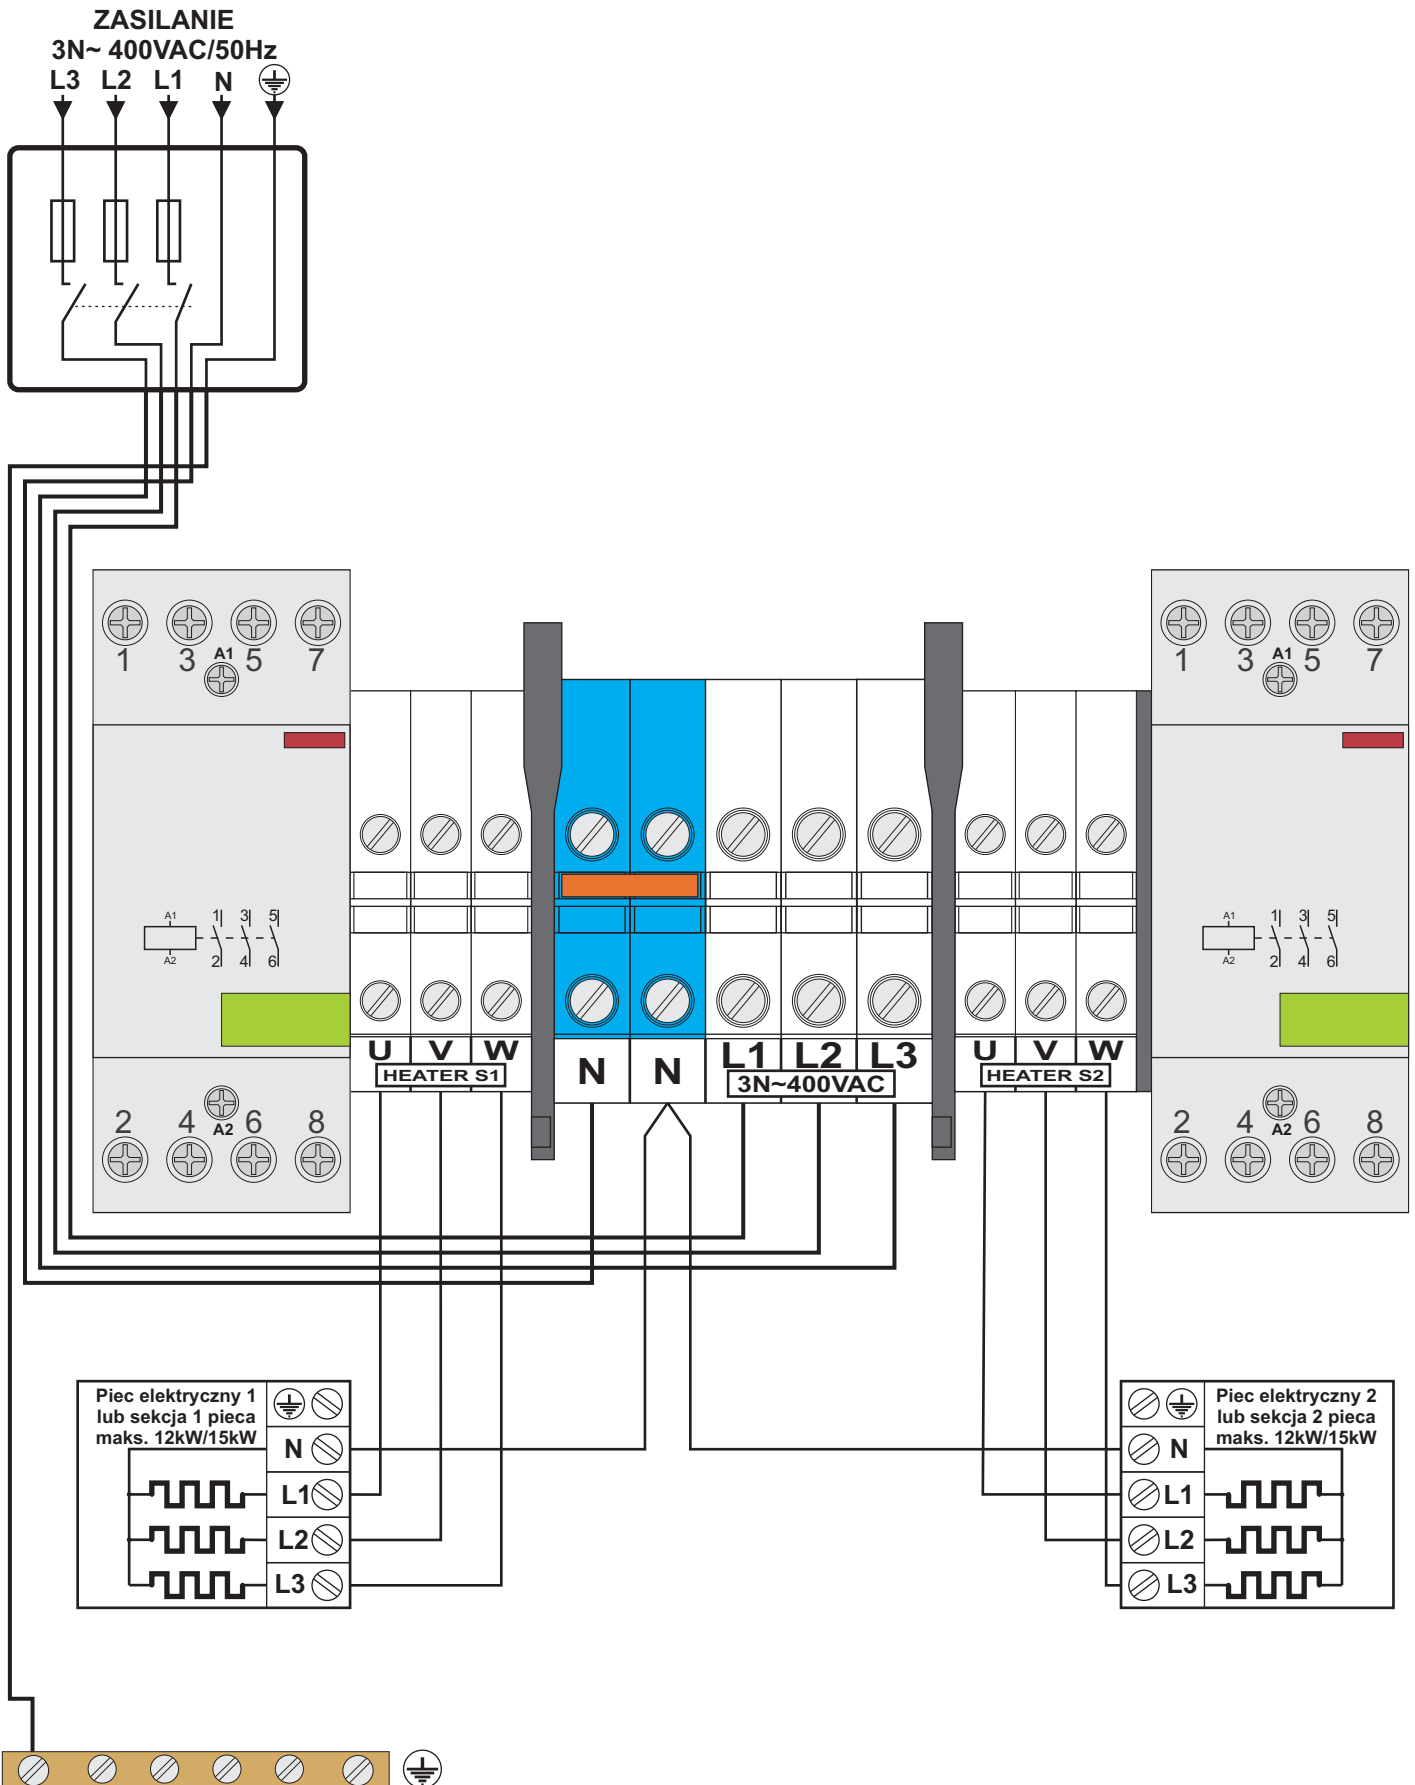 ZASILANIE
3N~ 400VAC/50Hz
L3 L2 L1 N
1 3 A1 5 7
1 3 A1 5 7
A1 1 3 5
A2 2 4 6
A1 1 3 5
A2 2 4 6
U V W
HEATER S1
N N L1 L2 L3
3N~400VAC
U V W
HEATER S2
2 4 A2 6 8
2 4 A2 6 8
Piec elektryczny 1
lub sekcja 1 pieca
maks. 12kW/15kW
N
L1
L2
L3
Piec elektryczny 2
lub sekcja 2 pieca
maks. 12kW/15kW
N
L1
L2
L3